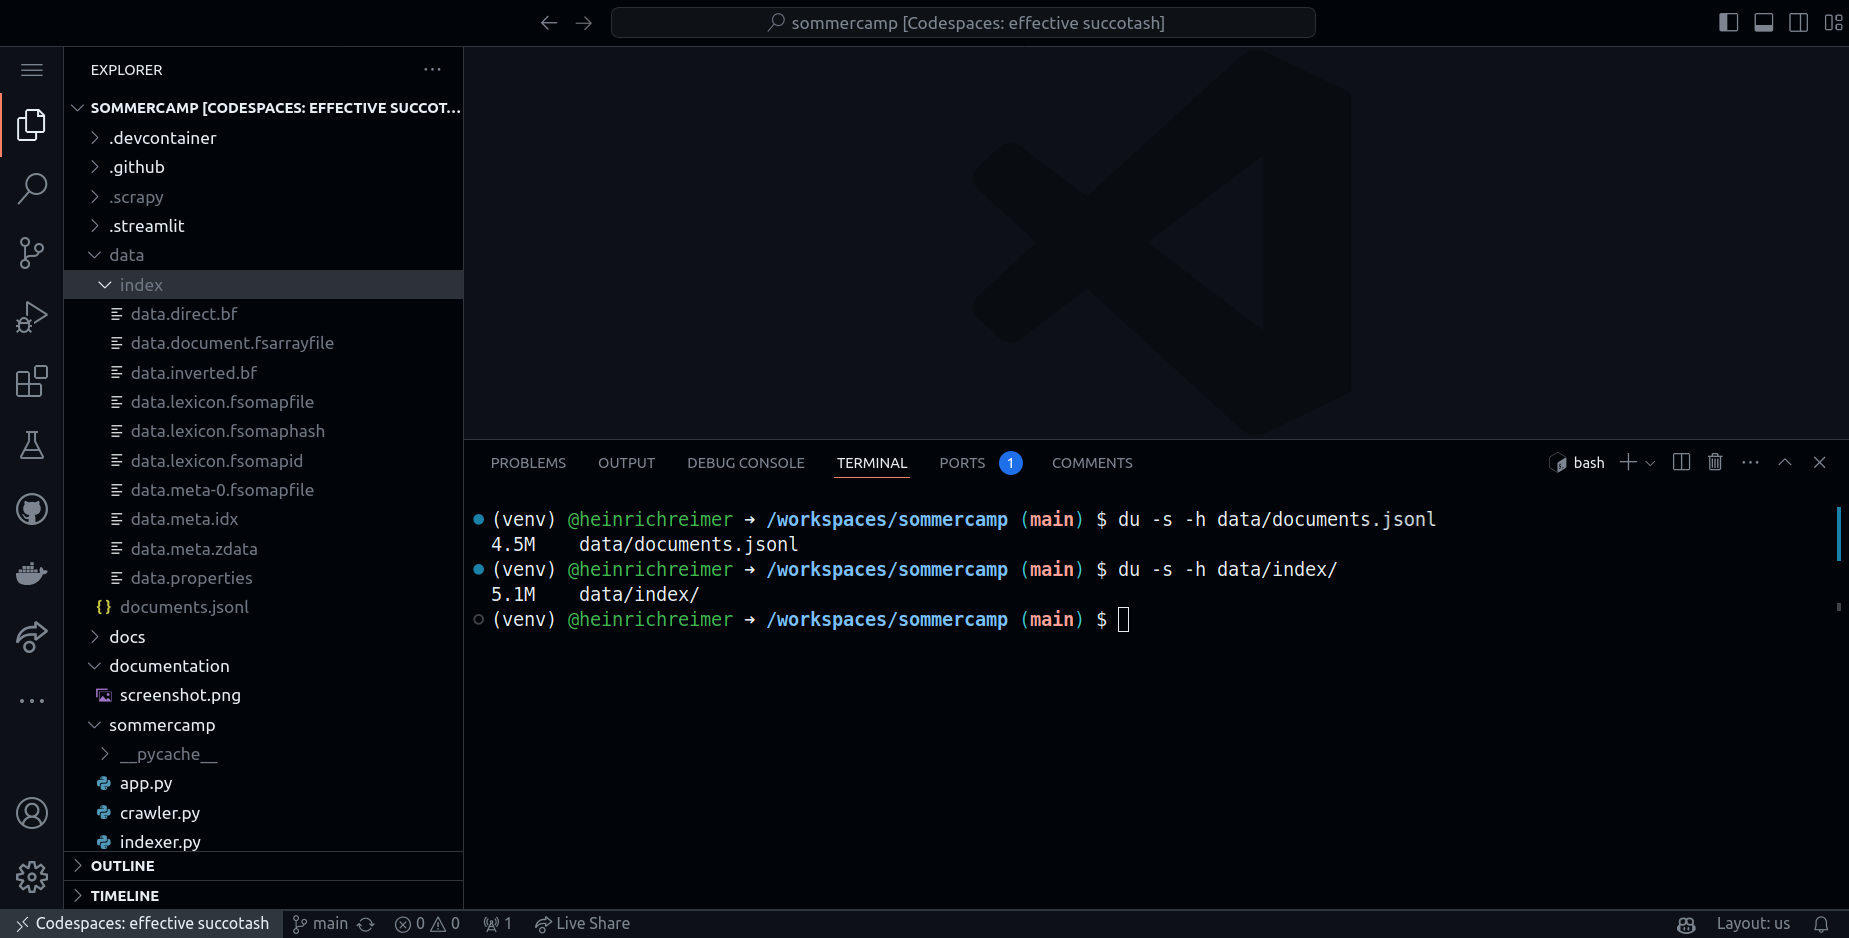 sommercamp [Codespaces: effective succotash]
EXPLORER
SOMMERCAMP [CODESPACES: EFFECTIVE SUCCOT...
.devcontainer
.github
.scrapy
.streamlit
data
index
data.direct.bf
data.document.fsarrayfile
data.inverted.bf
data.lexicon.fsomapfile
data.lexicon.fsomaphash
data.lexicon.fsomapid
data.meta-0.fsomapfile
data.meta.idx
data.meta.zdata
data.properties
documents.jsonl
docs
documentation
screenshot.png
sommercamp
__pycache__
app.py
crawler.py
indexer.py
OUTLINE
TIMELINE
PROBLEMS OUTPUT DEBUG CONSOLE TERMINAL PORTS 1 COMMENTS
bash
(venv) @heinrichreimer ➜ /workspaces/sommercamp (main) $ du -s -h data/documents.jsonl
4.5M    data/documents.jsonl
(venv) @heinrichreimer ➜ /workspaces/sommercamp (main) $ du -s -h data/index/
5.1M    data/index/
(venv) @heinrichreimer ➜ /workspaces/sommercamp (main) $
Codespaces: effective succotash main 0 0 1 Live Share Layout: us